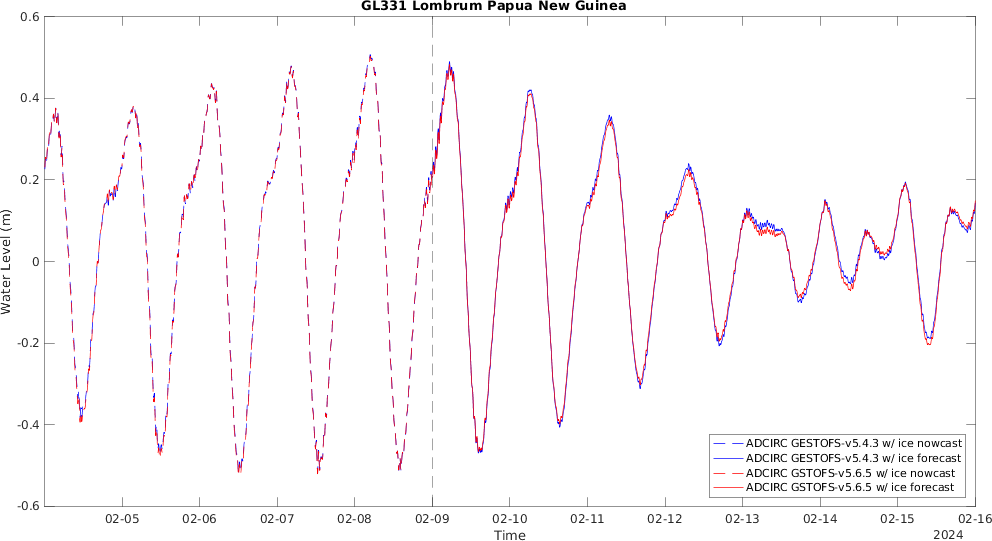 GL331 Lombrum Papua New Guinea
0.6
0.4
0.2
0
-0.2
-0.4
-0.6
Water Level (m)
ADCIRC GESTOFS-v5.4.3 w/ ice nowcast
ADCIRC GESTOFS-v5.4.3 w/ ice forecast
ADCIRC GSTOFS-v5.6.5 w/ ice nowcast
ADCIRC GSTOFS-v5.6.5 w/ ice forecast
02-05 02-06 02-07 02-08 02-09 02-10 02-11 02-12 02-13 02-14 02-15 02-16
Time
2024